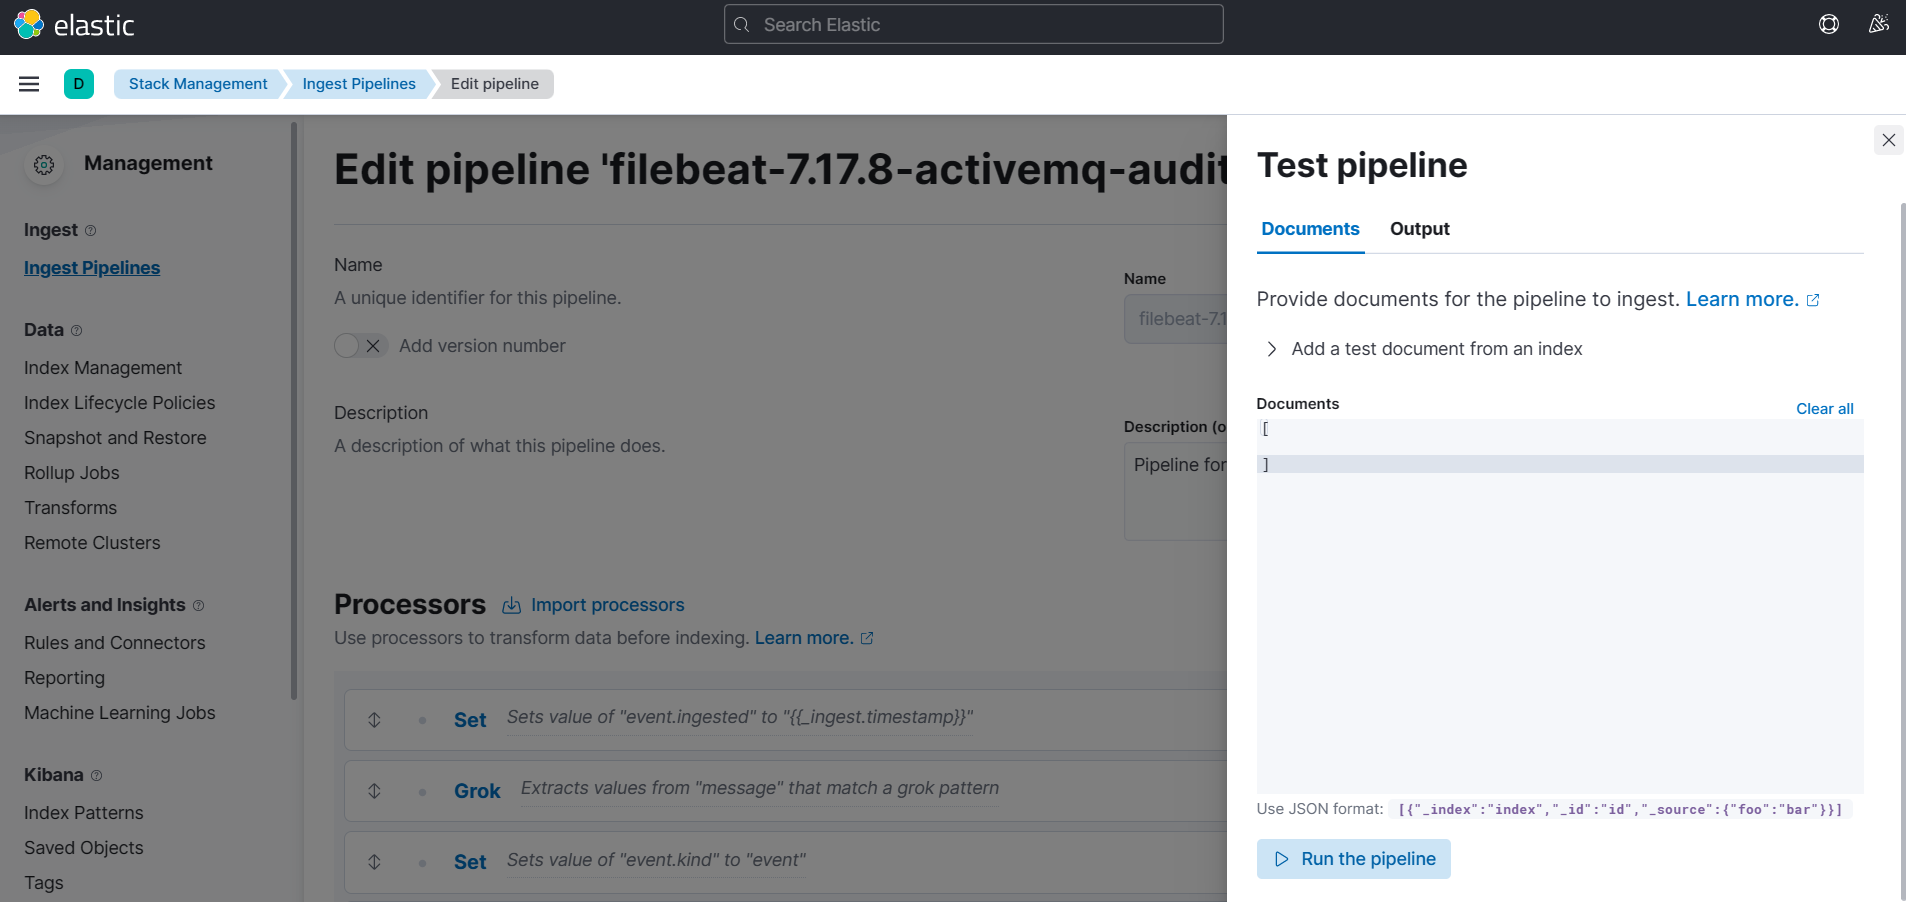 elastic
Search Elastic
D
Stack Management
Ingest Pipelines
Edit pipeline
Management
Ingest
Ingest Pipelines
Data
Index Management
Index Lifecycle Policies
Snapshot and Restore
Rollup Jobs
Transforms
Remote Clusters
Alerts and Insights
Rules and Connectors
Reporting
Machine Learning Jobs
Kibana
Index Patterns
Saved Objects
Tags
Edit pipeline 'filebeat-7.17.8-activemq-audit
Name
A unique identifier for this pipeline.
Add version number
Name
filebeat-7.1
Description
A description of what this pipeline does.
Description (o
Pipeline for
Processors
Import processors
Use processors to transform data before indexing. Learn more.
Set Sets value of "event.ingested" to "{{_ingest.timestamp}}"
Grok Extracts values from "message" that match a grok pattern
Set Sets value of "event.kind" to "event"
Test pipeline
Documents
Output
Provide documents for the pipeline to ingest. Learn more.
Add a test document from an index
Documents
Clear all
[
]
Use JSON format: [{"_index":"index","_id":"id","_source":{"foo":"bar"}}]
Run the pipeline